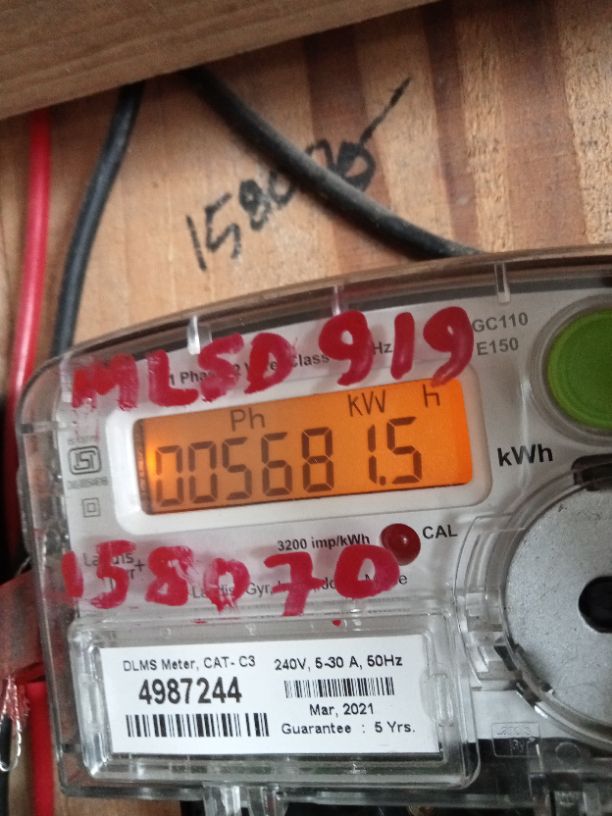 GC110
E150
MLSD 919
Ph kW h
005681.5
kWh
3200 imp/kWh
CAL
158070
DLMS Meter, CAT- C3
4987244
240V, 5-30 A, 50Hz
Mar, 2021
Guarantee : 5 Yrs.